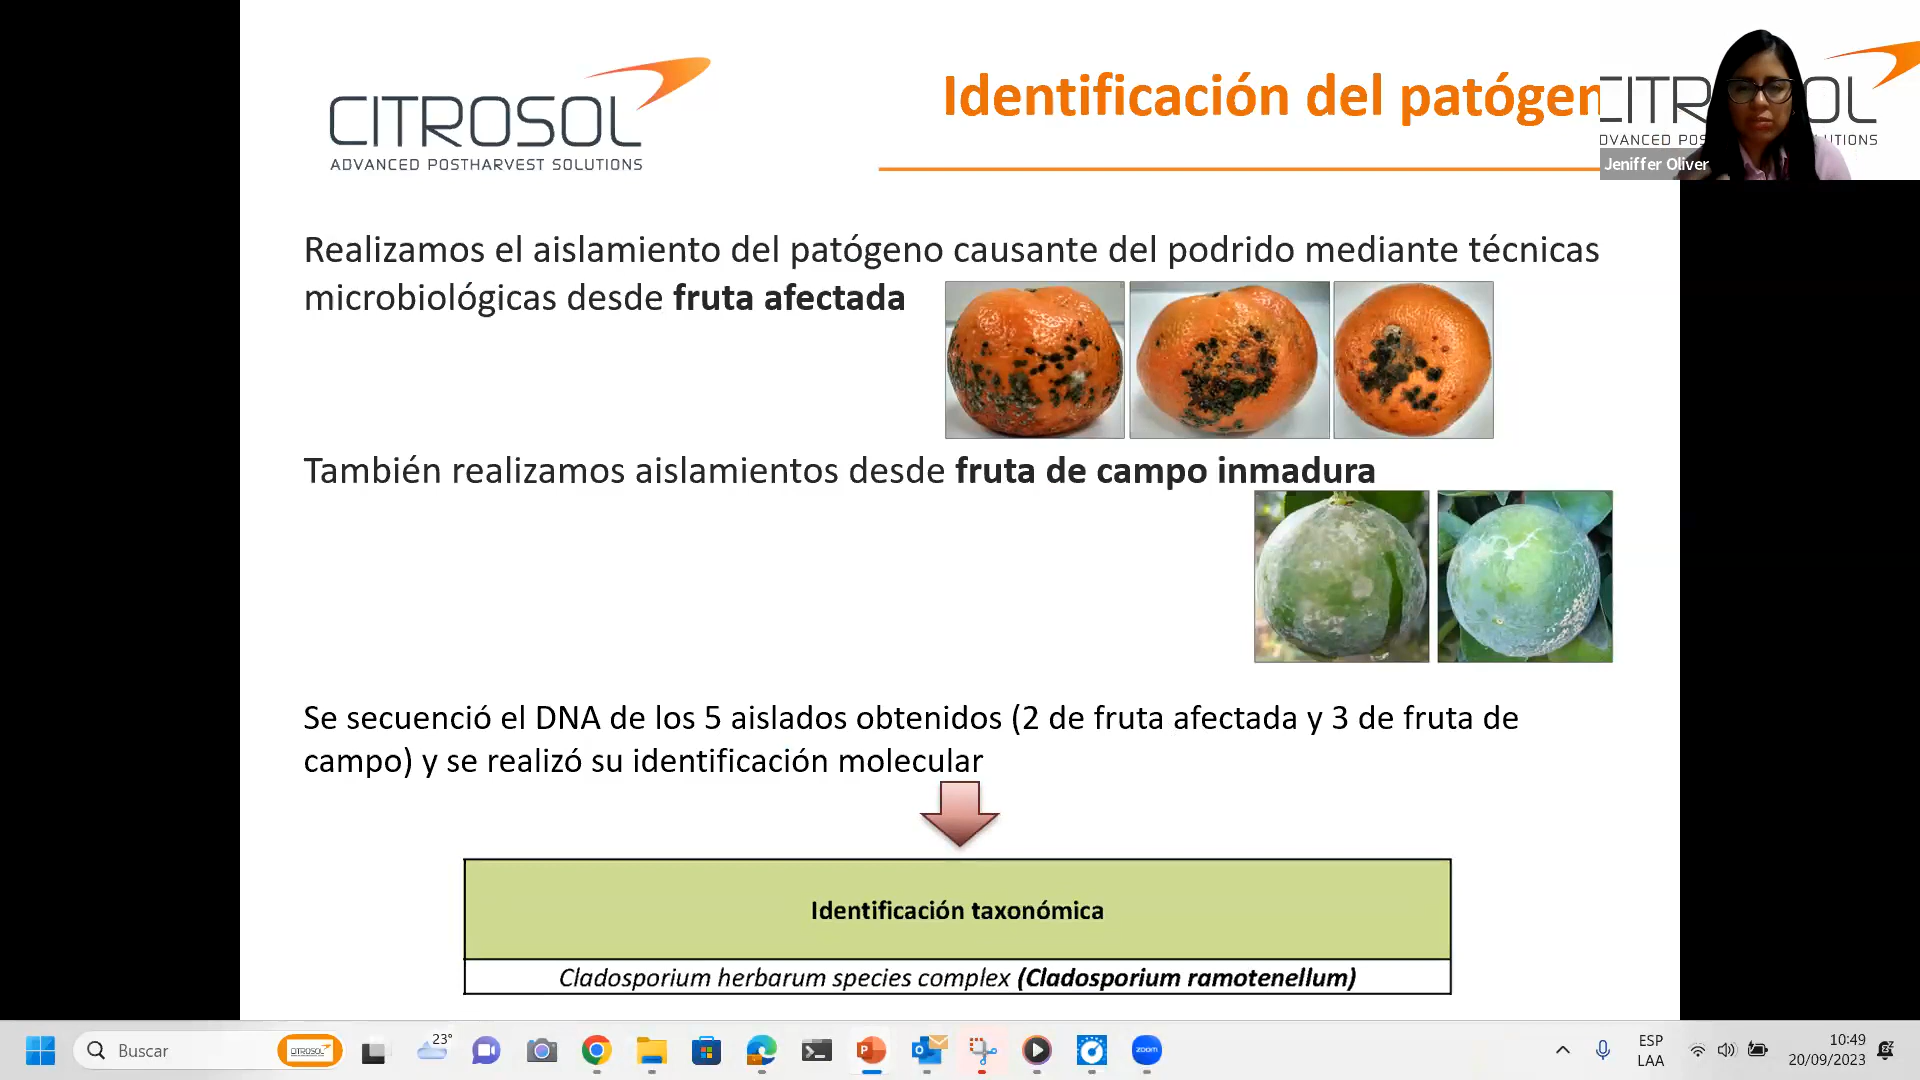 CITROSOL
ADVANCED POSTHARVEST SOLUTIONS
Identificación del patógen
Jeniffer Oliver
Realizamos el aislamiento del patógeno causante del podrido mediante técnicas
microbiológicas desde fruta afectada
También realizamos aislamientos desde fruta de campo inmadura
Se secuenció el DNA de los 5 aislados obtenidos (2 de fruta afectada y 3 de fruta de
campo) y se realizó su identificación molecular
Identificación taxonómica
Cladosporium herbarum species complex (Cladosporium ramotenellum)
Buscar
CITROSOL
23°
zoom
ESP
LAA
10:49
20/09/2023